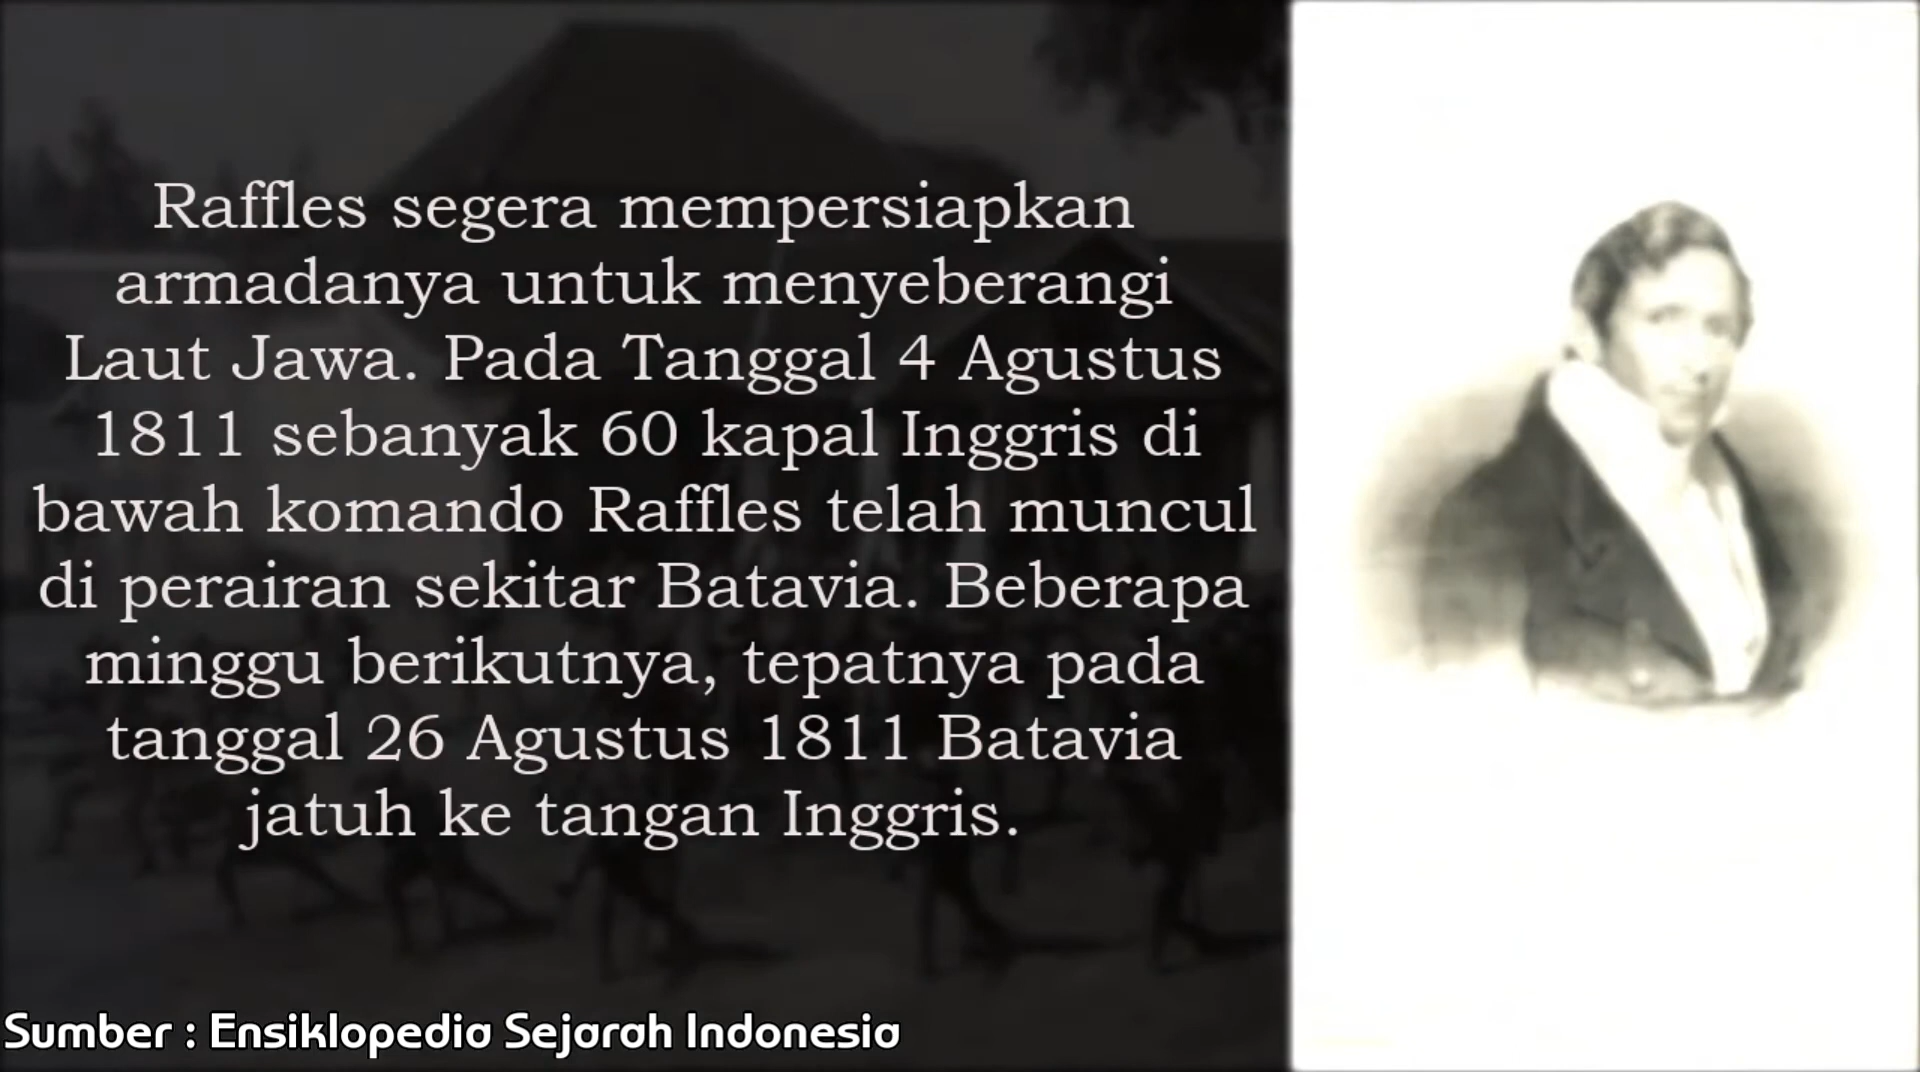 Raffles segera mempersiapkan
armadanya untuk menyeberangi
Laut Jawa. Pada Tanggal 4 Agustus
1811 sebanyak 60 kapal Inggris di
bawah komando Raffles telah muncul
di perairan sekitar Batavia. Beberapa
minggu berikutnya, tepatnya pada
tanggal 26 Agustus 1811 Batavia
jatuh ke tangan Inggris.
Sumber : Ensiklopedia Sejarah Indonesia